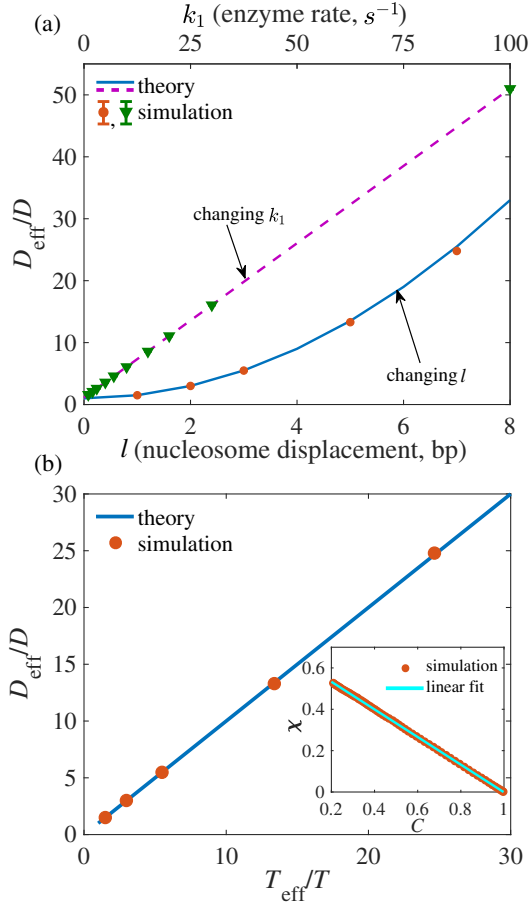 k₁ (enzyme rate, s⁻¹)
(a)
0 25 50 75 100
theory
, simulation
50
40
30
20
10
0
D_eff/D
changing k₁
changing l
0 2 4 6 8
l (nucleosome displacement, bp)
(b)
theory
simulation
30
25
20
15
10
5
0
D_eff/D
simulation
linear fit
0.6
0.4
0.2
0
χ
0.2 0.4 0.6 0.8 1
C
0 10 20 30
T_eff/T